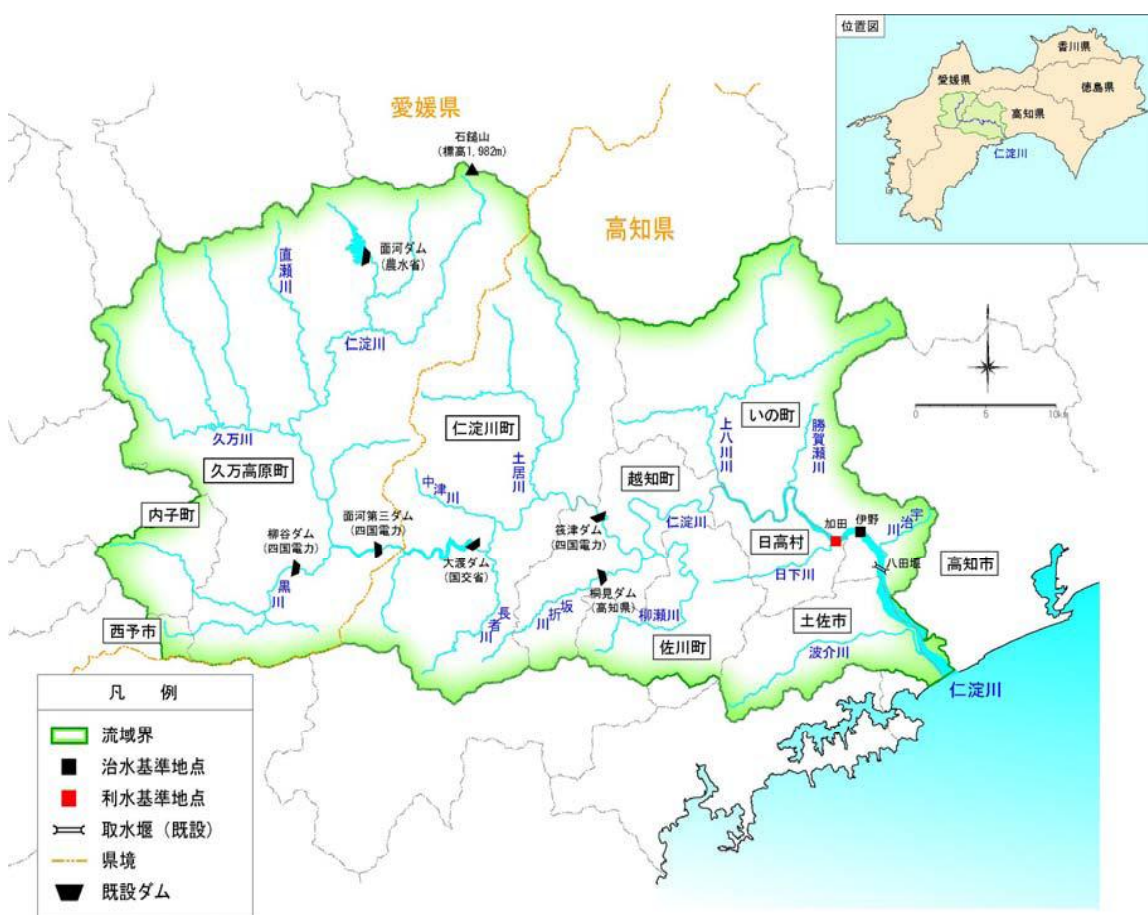 位置図
香川県
愛媛県
徳島県
高知県
仁淀川
愛媛県
石鎚山
(標高1,982m)
高知県
直瀬川
面河ダム
(農水省)
仁淀川
久万川
久万高原町
仁淀川町
土居川
中津川
いの町
上八川川
勝賀瀬川
越知町
仁淀川
内子町
柳谷ダム
(四国電力)
面河第三ダム
(四国電力)
大渡ダム
(国交省)
筏津ダム
(四国電力)
桐見ダム
(高知県)
加田
伊野
宇治川
日高村
日下川
八田堰
高知市
黒川
長者川
坂折川
柳瀬川
西予市
佐川町
土佐市
波介川
仁淀川
0 5 10km
凡 例
流域界
治水基準地点
利水基準地点
取水堰(既設)
県境
既設ダム